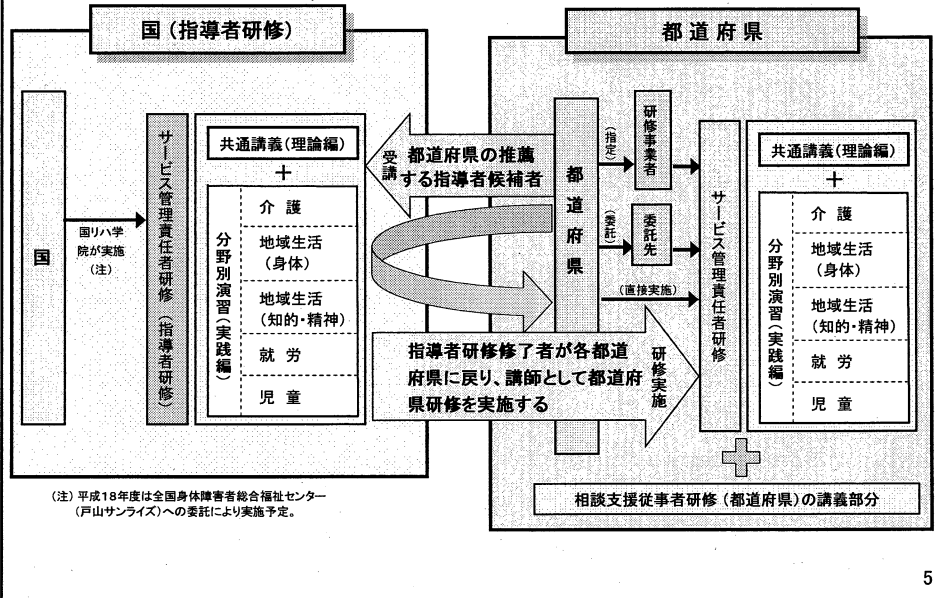 国（指導者研修）
国
国リハ学
院が実施
（注）
サービス管理責任者研修（指導者研修）
共通講義（理論編）
＋
分野別演習（実践編）
介 護
地域生活
（身体）
地域生活
（知的・精神）
就 労
児 童
受講
都道府県の推薦
する指導者候補者
指導者研修修了者が各都道
府県に戻り、講師として都道府
県研修を実施する
研修実施
都道府県
都道府県
（指定）
研修事業者
（委託）
委託先
（直接実施）
サービス管理責任者研修
共通講義（理論編）
＋
分野別演習（実践編）
介 護
地域生活
（身体）
地域生活
（知的・精神）
就 労
児 童
相談支援従事者研修（都道府県）の講義部分
（注）平成18年度は全国身体障害者総合福祉センター
（戸山サンライズ）への委託により実施予定。
5